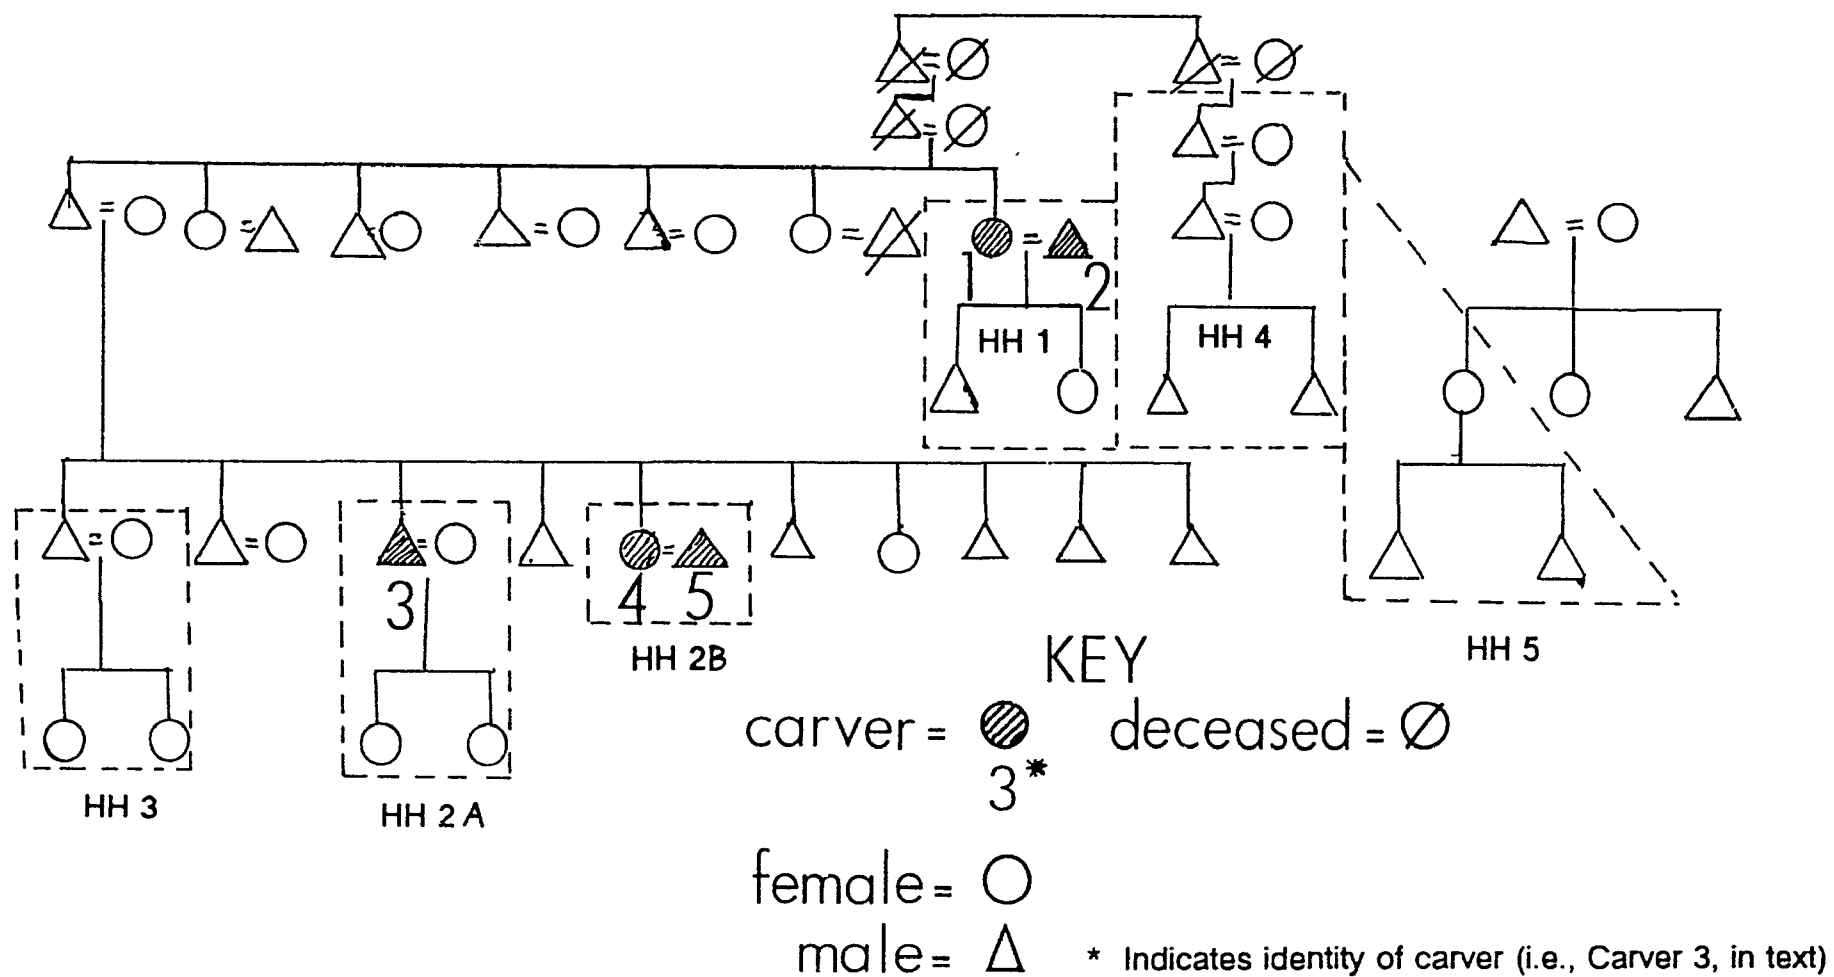 1
2
HH 1
HH 4
3
4
5
HH 2B
HH 5
HH 3
HH 2A
KEY
carver =
deceased = Ø
3*
female = ○
male = △
* Indicates identity of carver (i.e., Carver 3, in text)